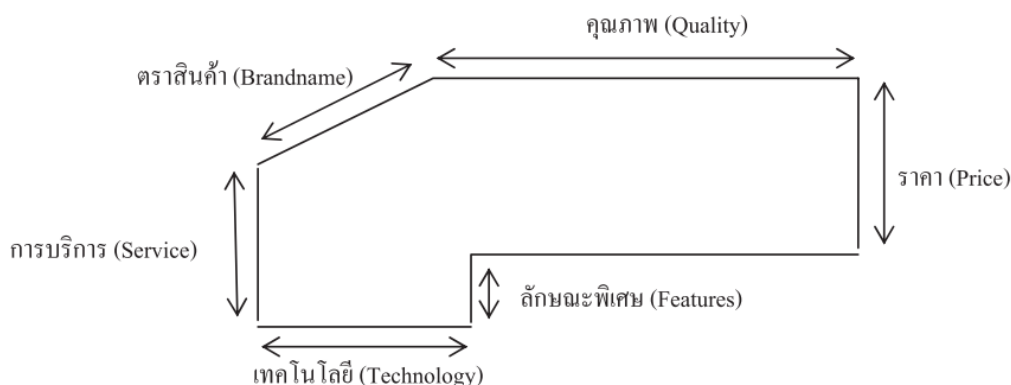 คุณภาพ (Quality)
ตราสินค้า (Brandname)
ราคา (Price)
การบริการ (Service)
ลักษณะพิเศษ (Features)
เทคโนโลยี (Technology)